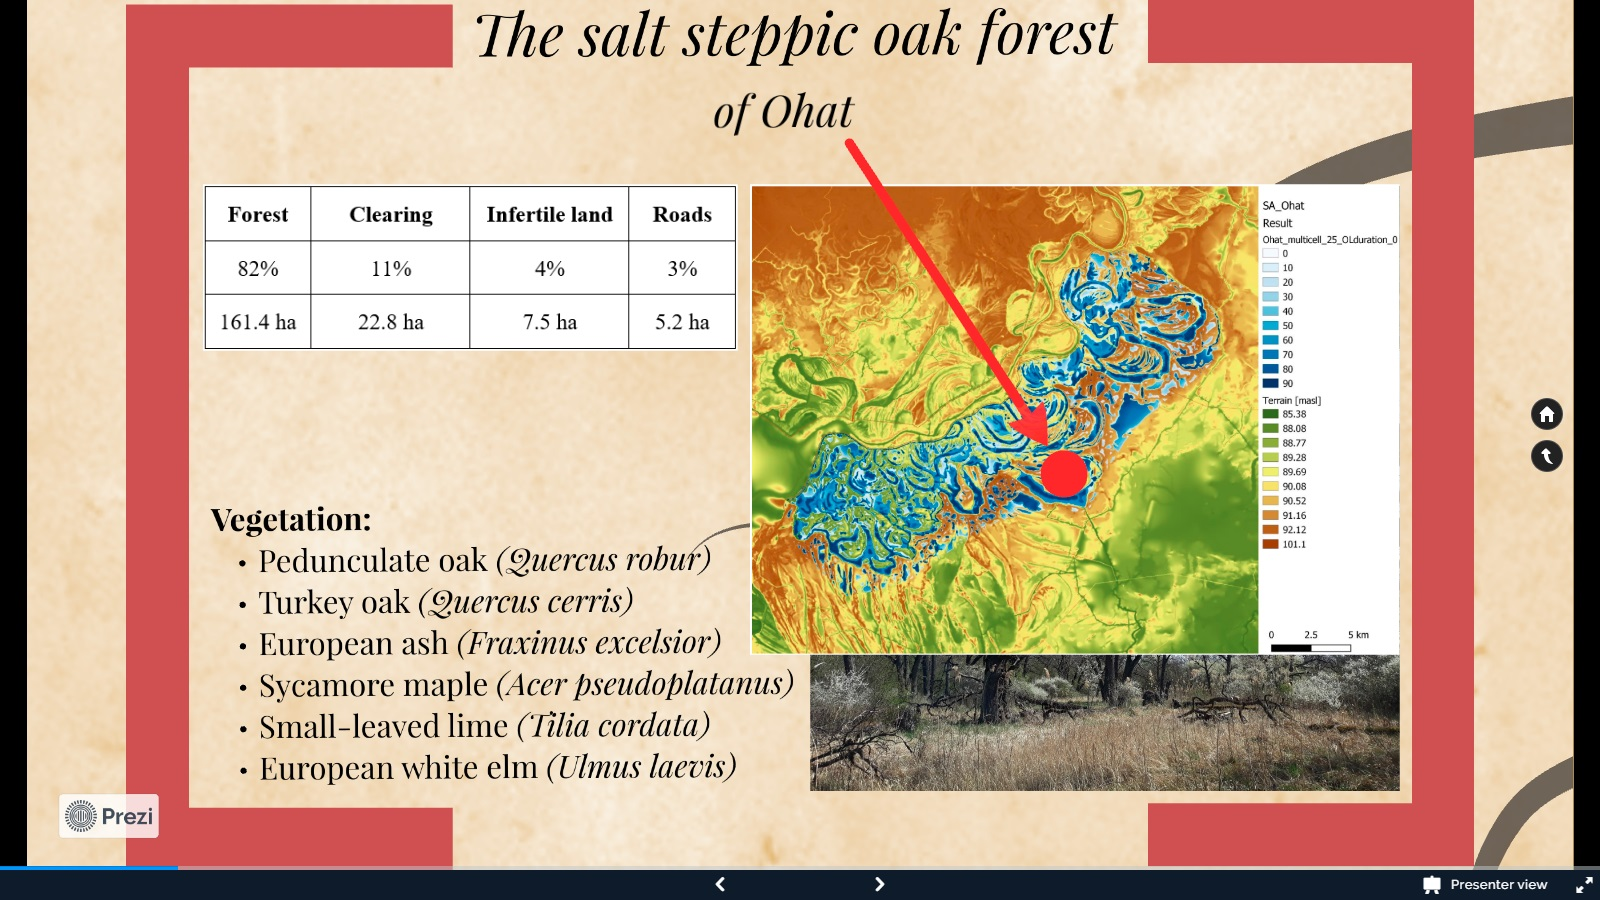 The salt steppic oak forest
of Ohat
Forest Clearing Infertile land Roads
82% 11% 4% 3%
161.4 ha 22.8 ha 7.5 ha 5.2 ha
SA_Ohat
Result
Ohat_multicell_25_OLduration_0
0
10
20
30
40
50
60
70
80
90
Terrain [masl]
85.38
88.08
88.77
89.28
89.69
90.08
90.52
91.16
92.12
101.1
0 2.5 5 km
Vegetation:
• Pedunculate oak (Quercus robur)
• Turkey oak (Quercus cerris)
• European ash (Fraxinus excelsior)
• Sycamore maple (Acer pseudoplatanus)
• Small-leaved lime (Tilia cordata)
• European white elm (Ulmus laevis)
Prezi
Presenter view